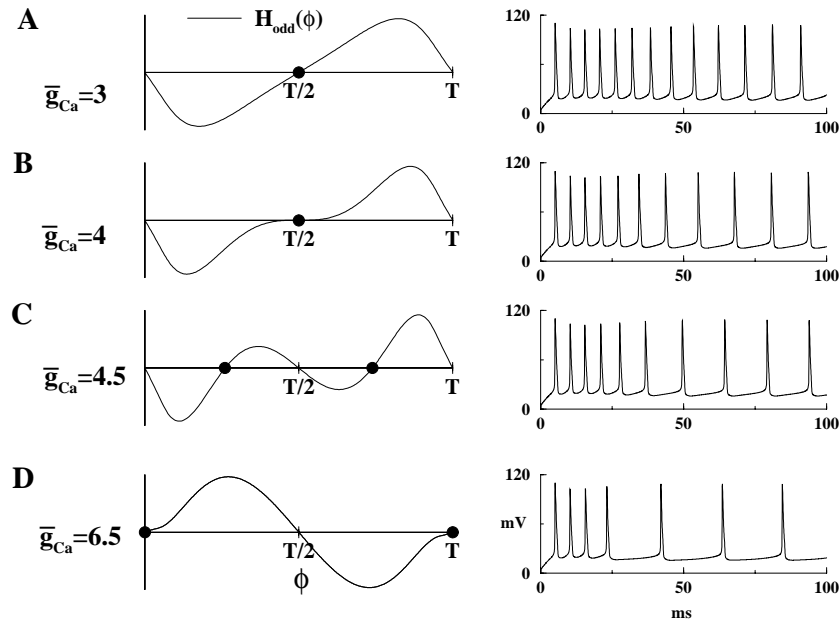 A
H_odd(ϕ)
g̅_Ca=3
T/2
T
120
0
0
50
100
B
g̅_Ca=4
T/2
T
120
0
0
50
100
C
g̅_Ca=4.5
T/2
T
120
0
0
50
100
D
g̅_Ca=6.5
T/2
T
ϕ
120
mV
0
0
50
100
ms